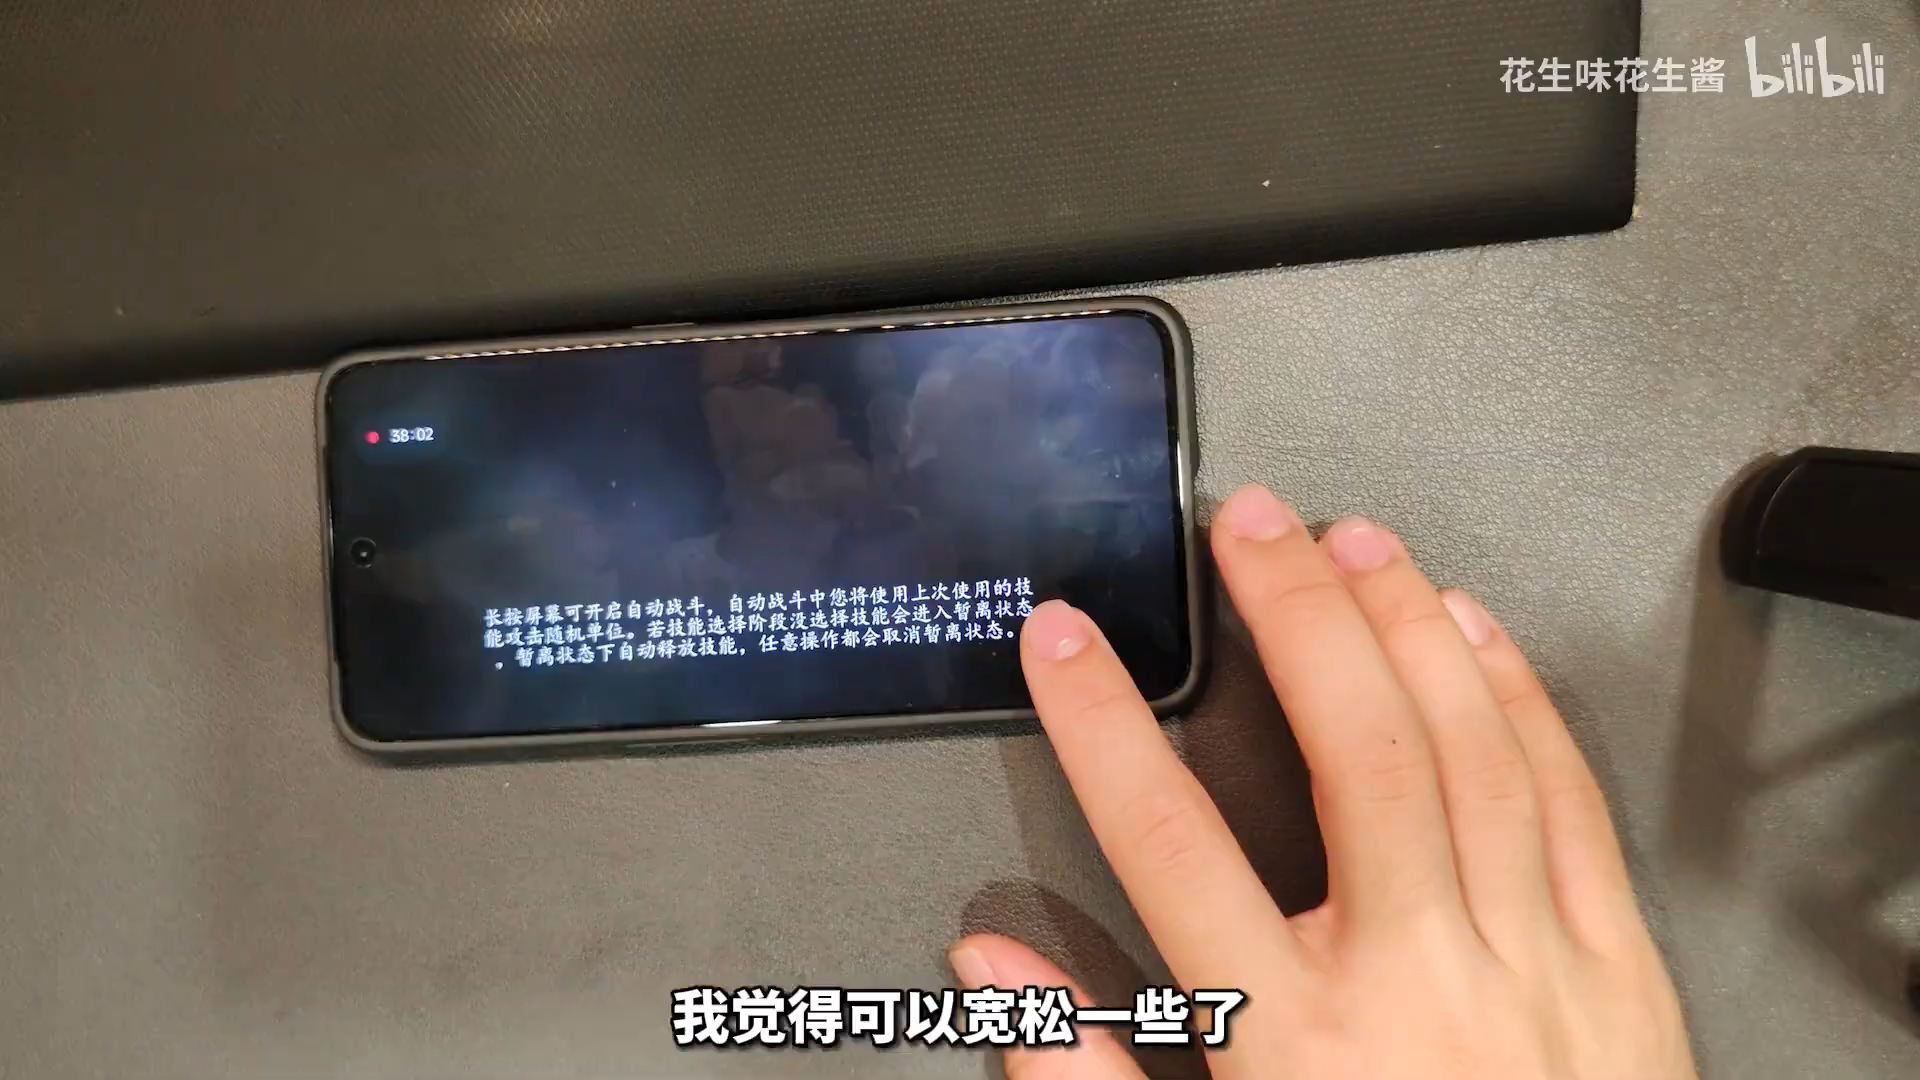 花生味花生酱 bilibili
38:02
长按屏幕可开启自动战斗，自动战斗中您将使用上次使用的技
能攻击随机单位。若技能选择阶段没选择技能会进入暂离状态
，暂离状态下自动释放技能，任意操作都会取消暂离状态。
我觉得可以宽松一些了